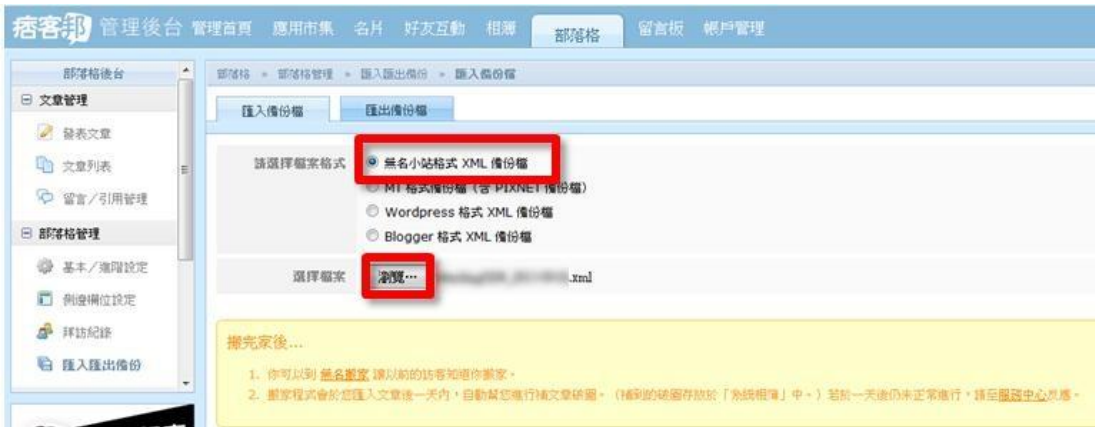 痞客邦 管理後台 管理首頁 應用市集 名片 好友互動 相簿 部落格 留言板 帳戶管理
部落格後台
部落格 » 部落格管理 » 匯入匯出備份 » 匯入備份檔
文章管理
匯入備份檔 匯出備份檔
發表文章
請選擇檔案格式 無名小站格式 XML 備份檔
文章列表
MT 格式備份檔 (含 PIXNET 備份檔)
留言/引用管理
Wordpress 格式 XML 備份檔
部落格管理
Blogger 格式 XML 備份檔
基本/進階設定
選擇檔案 瀏覽… .xml
側邊欄位設定
拜訪紀錄
搬完家後...
匯入匯出備份
1. 你可以到 無名搬家 讓以前的訪客知道你搬家。
2. 搬家程式會於您匯入文章後一天內,自動幫您進行補文章破圖。(補到的破圖存放於「系統相簿」中。)若於一天後仍未正常進行,請至服務中心反應。